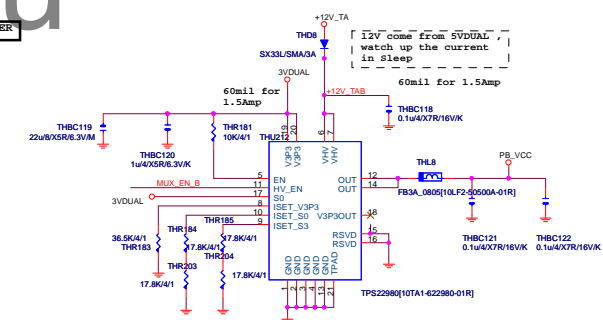 ER
+12V_TA
THD8
SX33L/SMA/3A
12V come from 5VDUAL ,
watch up the current
in Sleep
3VDUAL
60mil for
1.5Amp
60mil for 1.5Amp
+12V_TAB
THBC118
0.1u/4/X7R/16V/K
THBC119
22u/8/X5R/6.3V/M
THBC120
1u/4/X5R/6.3V/K
THR181
10K/4/1
THU212
19
20
6
7
V3P3
V3P3
VHV
VHV
MUX_EN_B
3VDUAL
5
11
17
8
10
9
EN
HV_EN
S0
ISET_V3P3
ISET_S0
ISET_S3
12
14
18
15
16
OUT
OUT
V3P3OUT
RSVD
RSVD
THL8
FB3A_0805[10LF2-50500A-01R]
PB_VCC
THBC121
0.1u/4/X7R/16V/K
THBC122
0.1u/4/X7R/16V/K
36.5K/4/1
THR183
THR184
17.8K/4/1
THR185
17.8K/4/1
THR203
17.8K/4/1
THR204
17.8K/4/1
GND
GND
GND
GND
GND
TPAD
1
2
3
4
13
21
TPS22980[10TA1-622980-01R]